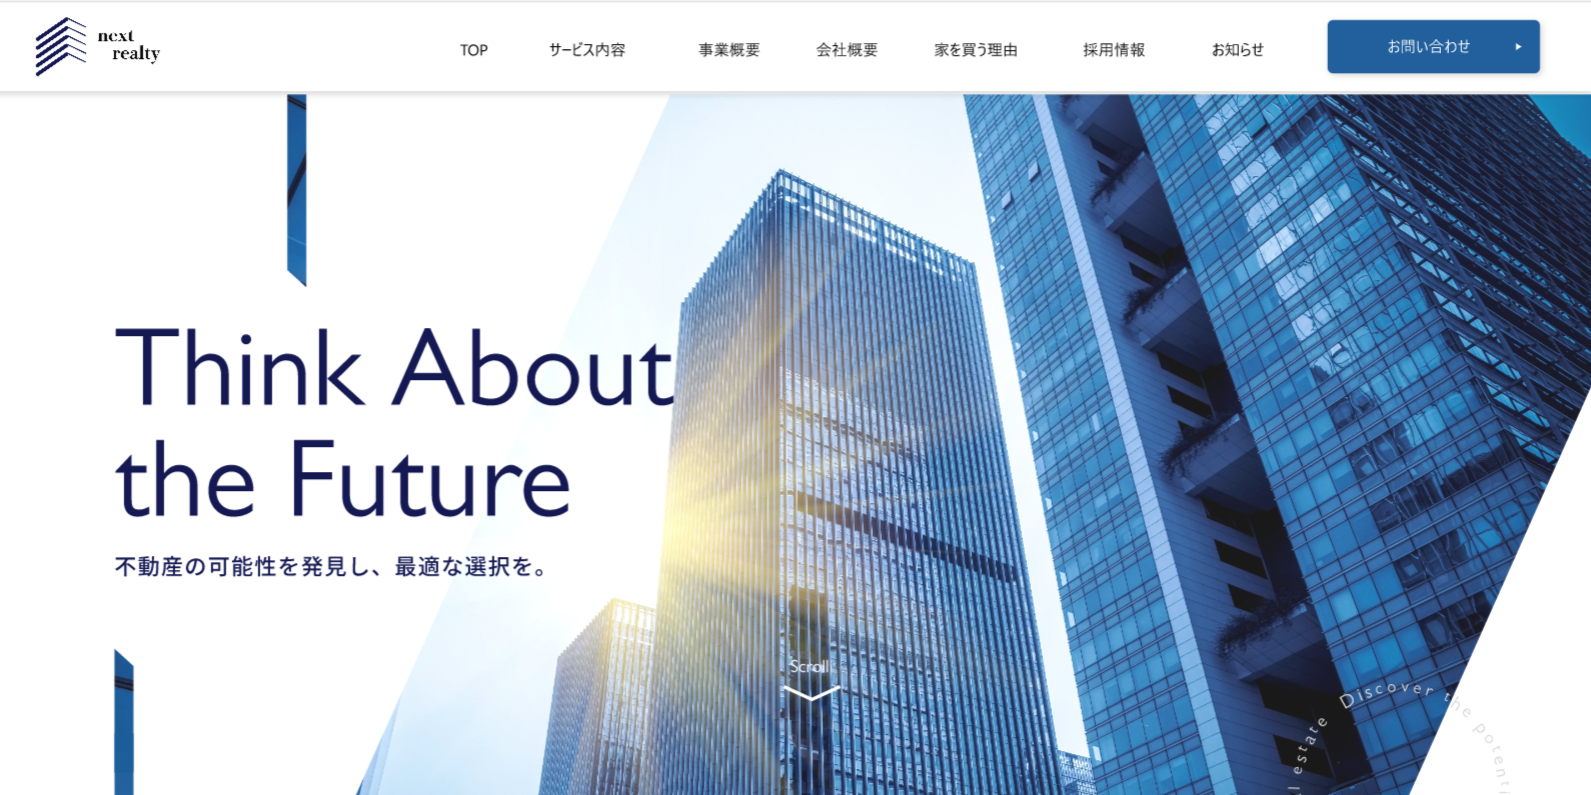 next
realty
TOP
サービス内容
事業概要
会社概要
家を買う理由
採用情報
お知らせ
お問い合わせ
Think About
the Future
不動産の可能性を発見し、最適な選択を。
Scroll
estate Discover the